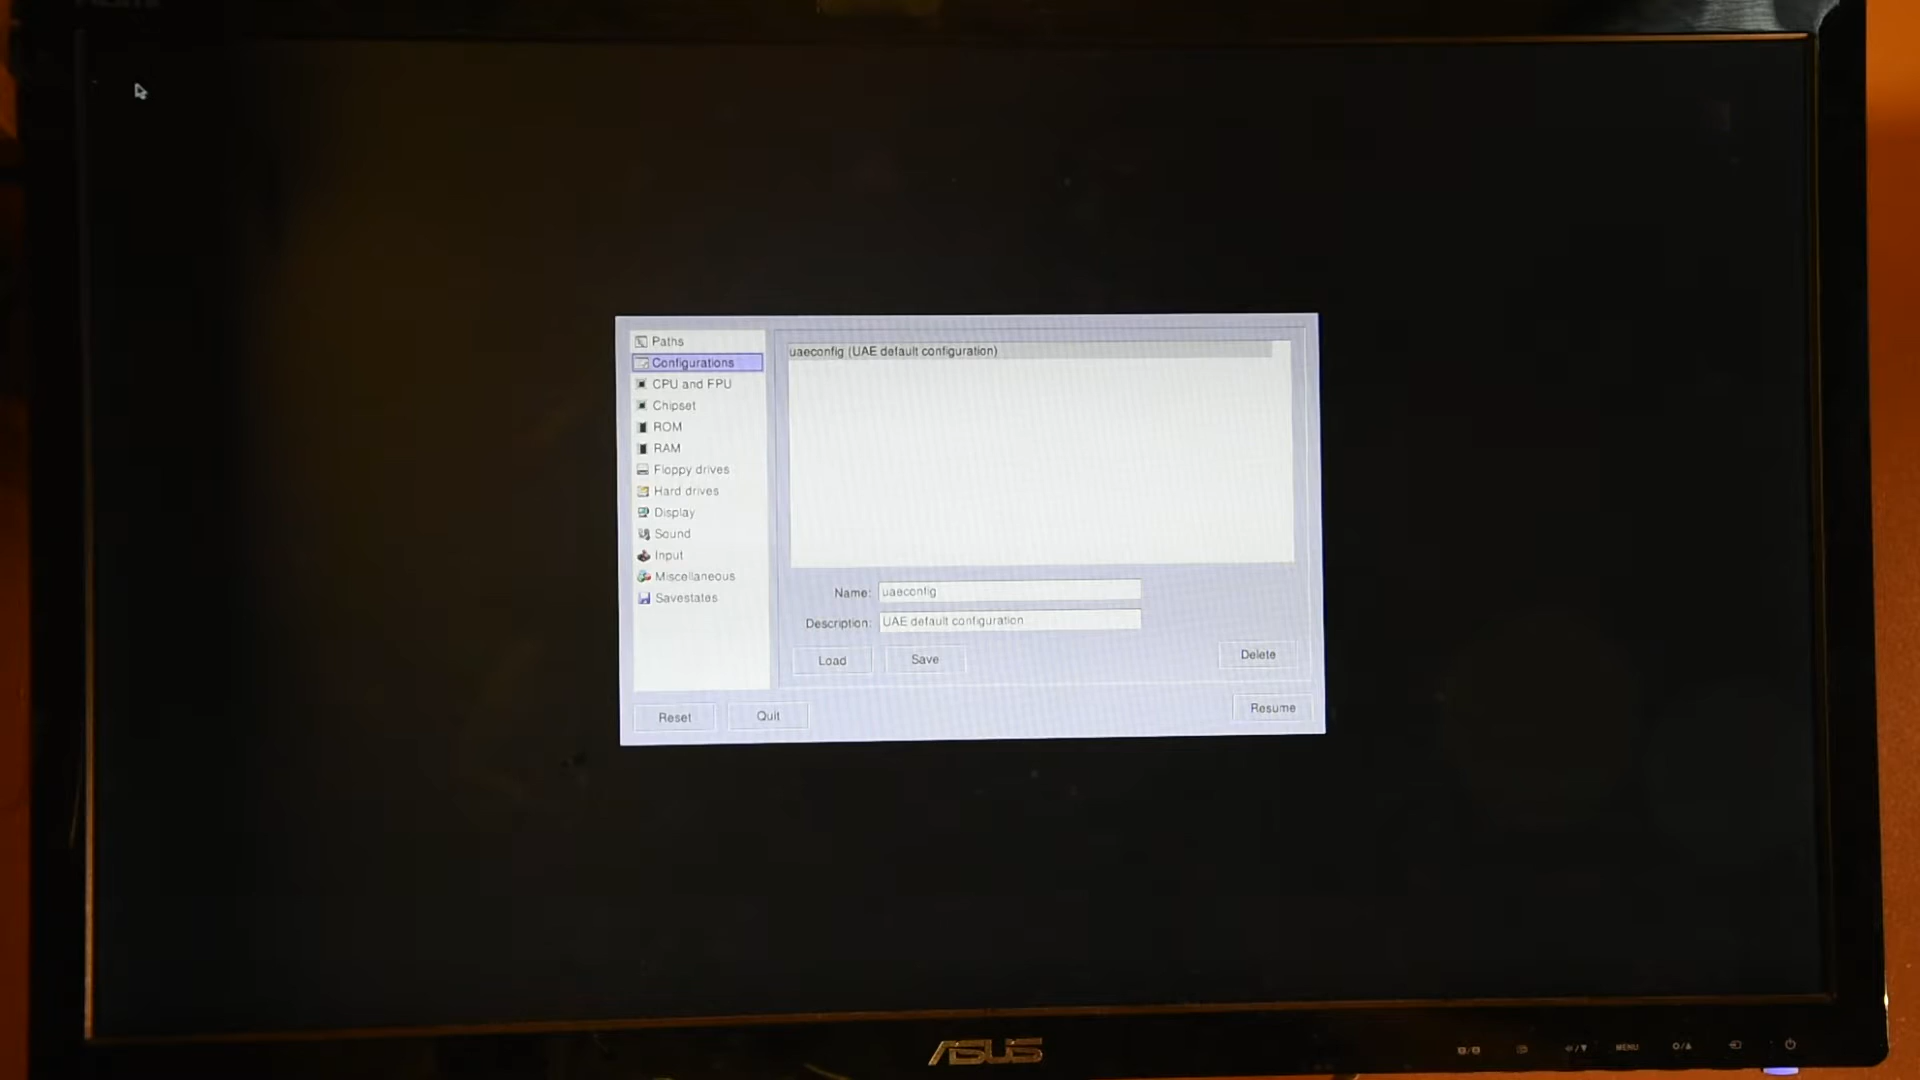 Paths
Configurations
CPU and FPU
Chipset
ROM
RAM
Floppy drives
Hard drives
Display
Sound
Input
Miscellaneous
Savestates
uaeconfig (UAE default configuration)
Name: uaeconfig
Description: UAE default configuration
Load Save Delete
Reset Quit Resume
ASUS
MENU